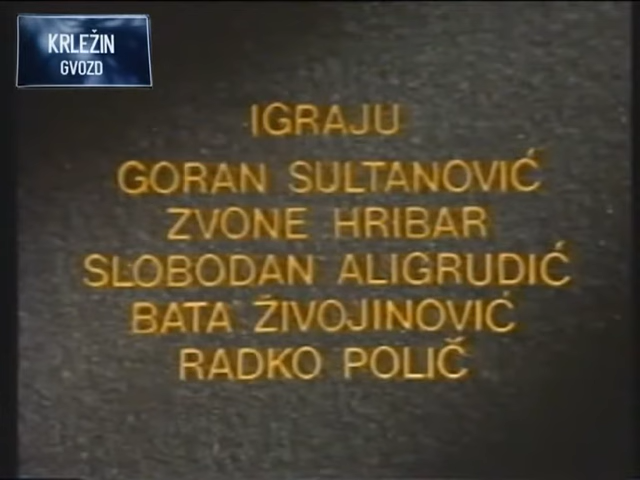 KRLEŽIN
GVOZD
IGRAJU
GORAN SULTANOVIĆ
ZVONE HRIBAR
SLOBODAN ALIGRUDIĆ
BATA ŽIVOJINOVIĆ
RADKO POLIČ